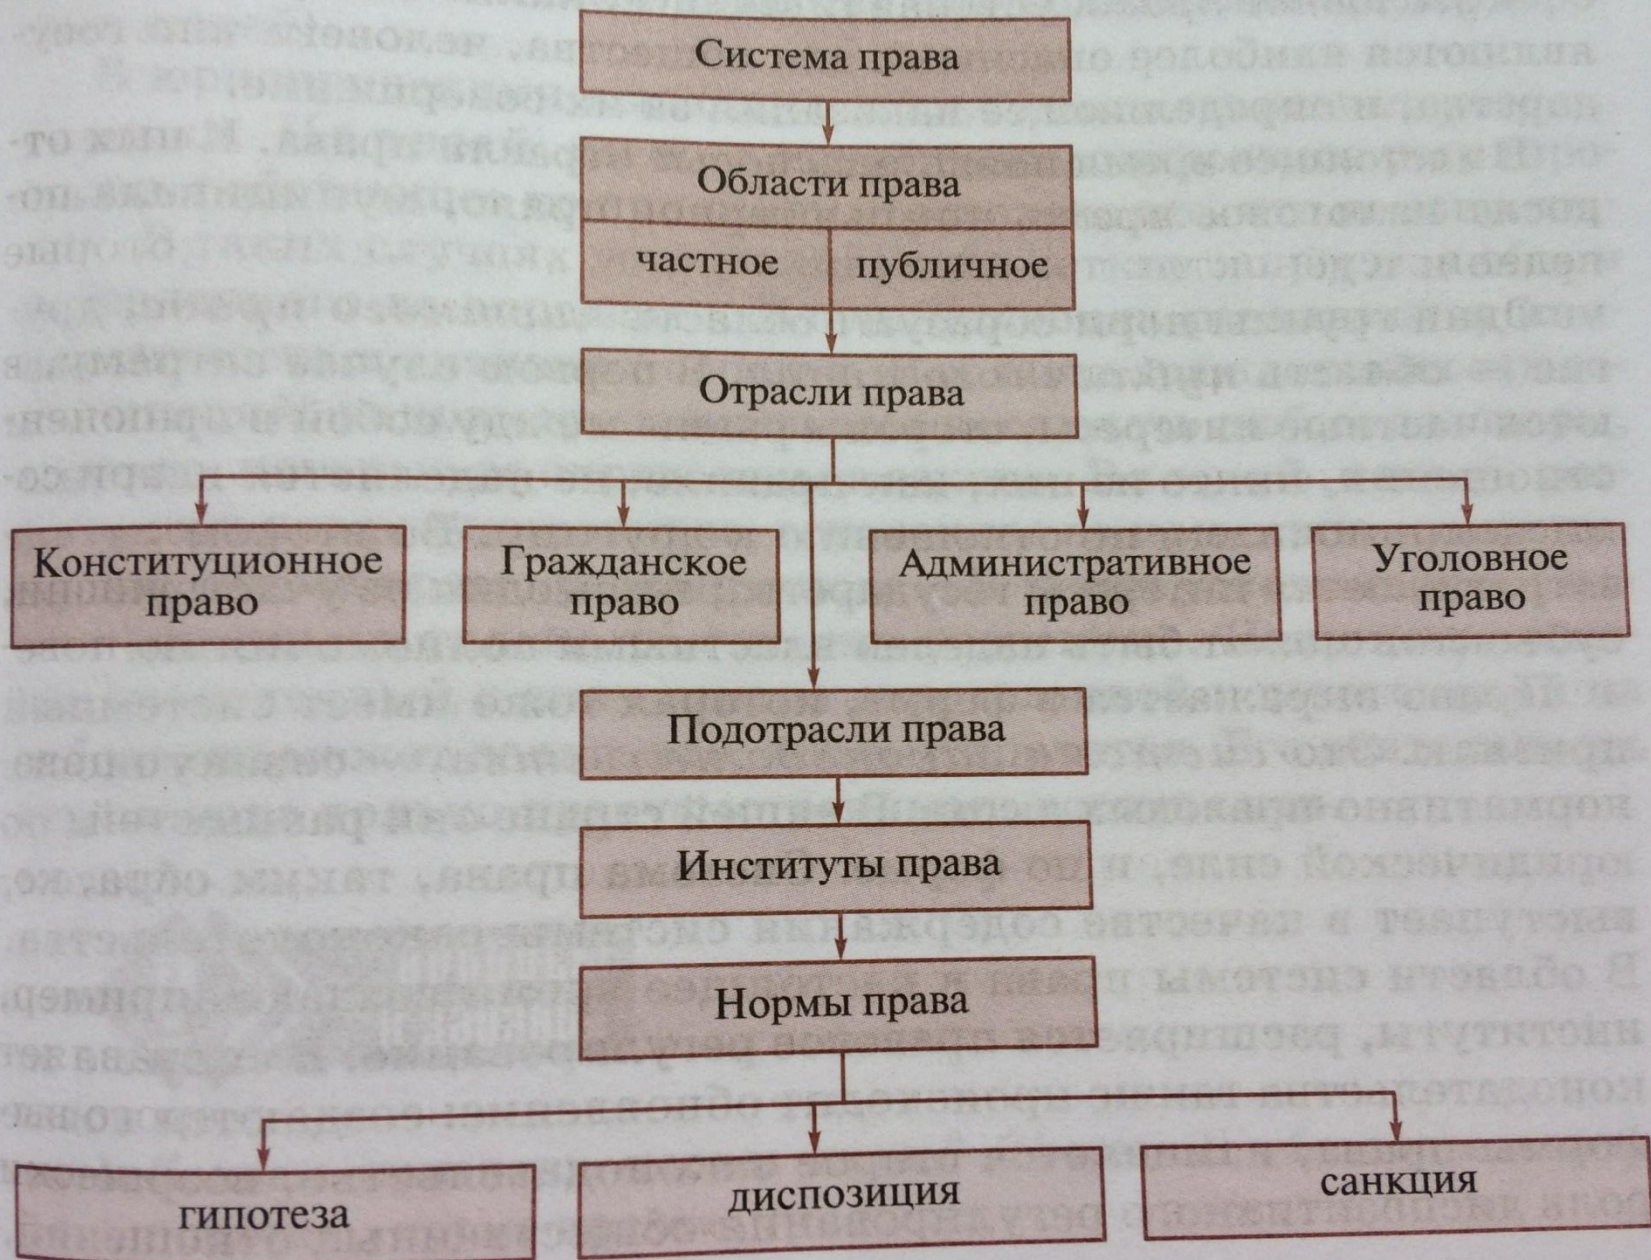 Система права
Области права
частное
публичное
Отрасли права
Конституционное
право
Гражданское
право
Административное
право
Уголовное
право
Подотрасли права
Институты права
Нормы права
гипотеза
диспозиция
санкция